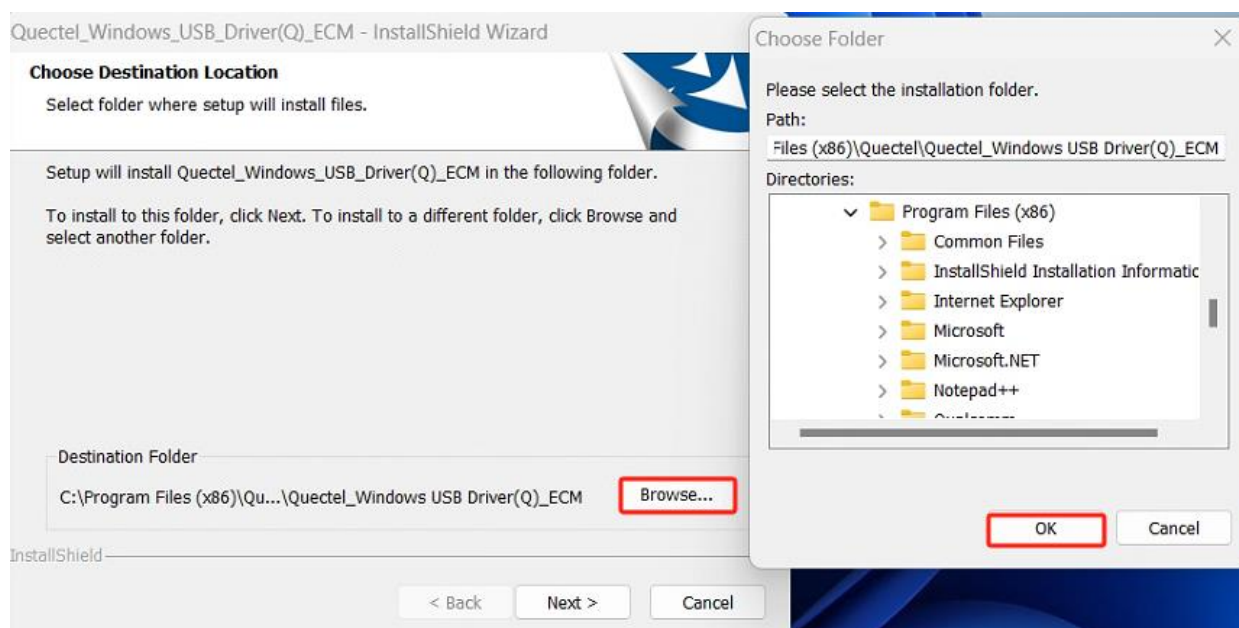 Quectel_Windows_USB_Driver(Q)_ECM - InstallShield Wizard
Choose Destination Location
Select folder where setup will install files.
Setup will install Quectel_Windows_USB_Driver(Q)_ECM in the following folder.
To install to this folder, click Next. To install to a different folder, click Browse and
select another folder.
Destination Folder
C:\Program Files (x86)\Qu...\Quectel_Windows USB Driver(Q)_ECM
Browse...
InstallShield
< Back
Next >
Cancel
Choose Folder
Please select the installation folder.
Path:
Files (x86)\Quectel\Quectel_Windows USB Driver(Q)_ECM
Directories:
Program Files (x86)
Common Files
InstallShield Installation Informatic
Internet Explorer
Microsoft
Microsoft.NET
Notepad++
OK
Cancel